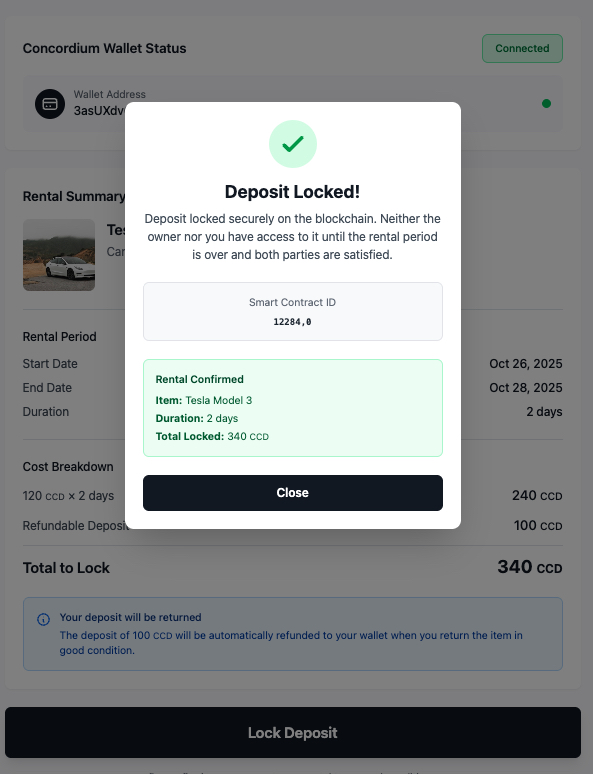 Concordium Wallet Status
Connected
Wallet Address
3asUXdv
Deposit Locked!
Deposit locked securely on the blockchain. Neither the
owner nor you have access to it until the rental period
is over and both parties are satisfied.
Smart Contract ID
12284,0
Rental Confirmed
Item: Tesla Model 3
Duration: 2 days
Total Locked: 340 CCD
Close
Rental Summary
Rental Period
Start Date Oct 26, 2025
End Date Oct 28, 2025
Duration 2 days
Cost Breakdown
120 CCD × 2 days 240 CCD
Refundable Deposit 100 CCD
Total to Lock 340 CCD
Your deposit will be returned
The deposit of 100 CCD will be automatically refunded to your wallet when you return the item in
good condition.
Lock Deposit